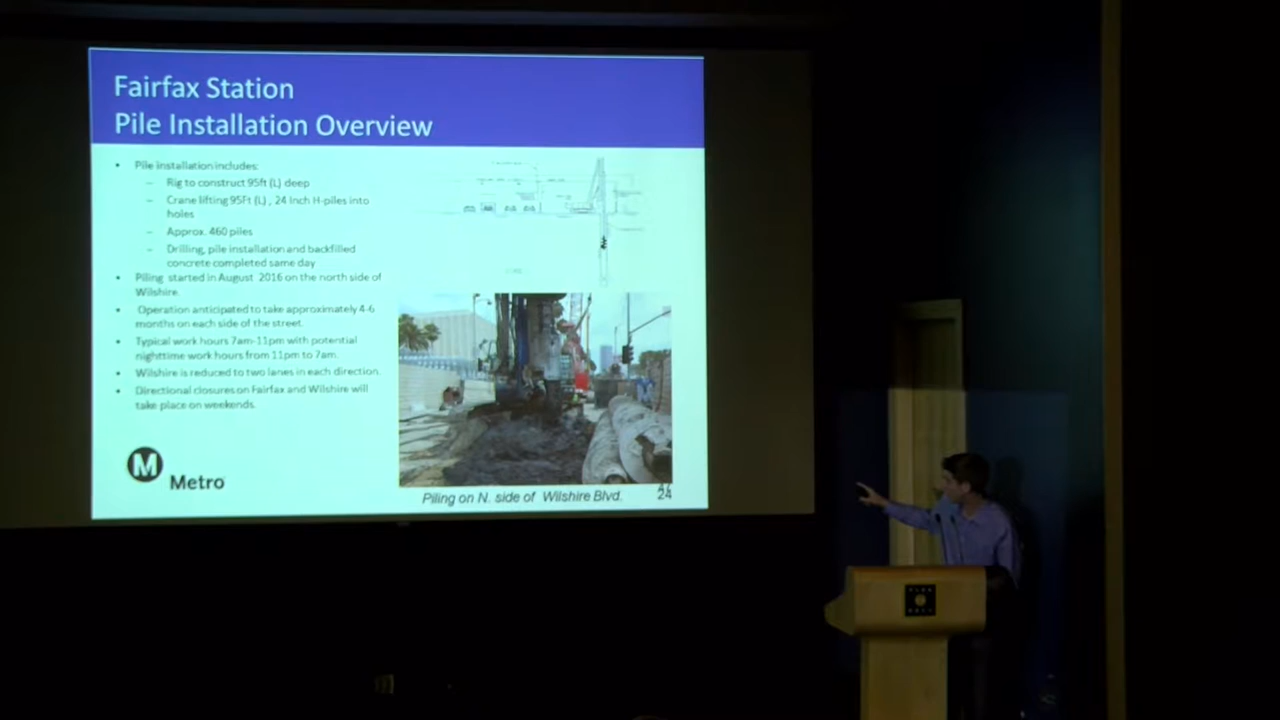 Fairfax Station
Pile Installation Overview
• Pile installation includes:
– Rig to construct 95ft (L) deep
– Crane lifting 95Ft (L) , 24 Inch H-piles into
holes
– Approx. 460 piles
– Drilling, pile installation and backfilled
concrete completed same day
• Piling started in August 2016 on the north side of
Wilshire.
• Operation anticipated to take approximately 4-6
months on each side of the street.
• Typical work hours 7am-11pm with potential
nighttime work hours from 11pm to 7am.
• Wilshire is reduced to two lanes in each direction.
• Directional closures on Fairfax and Wilshire will
take place on weekends.
M
Metro
Piling on N. side of Wilshire Blvd.
24